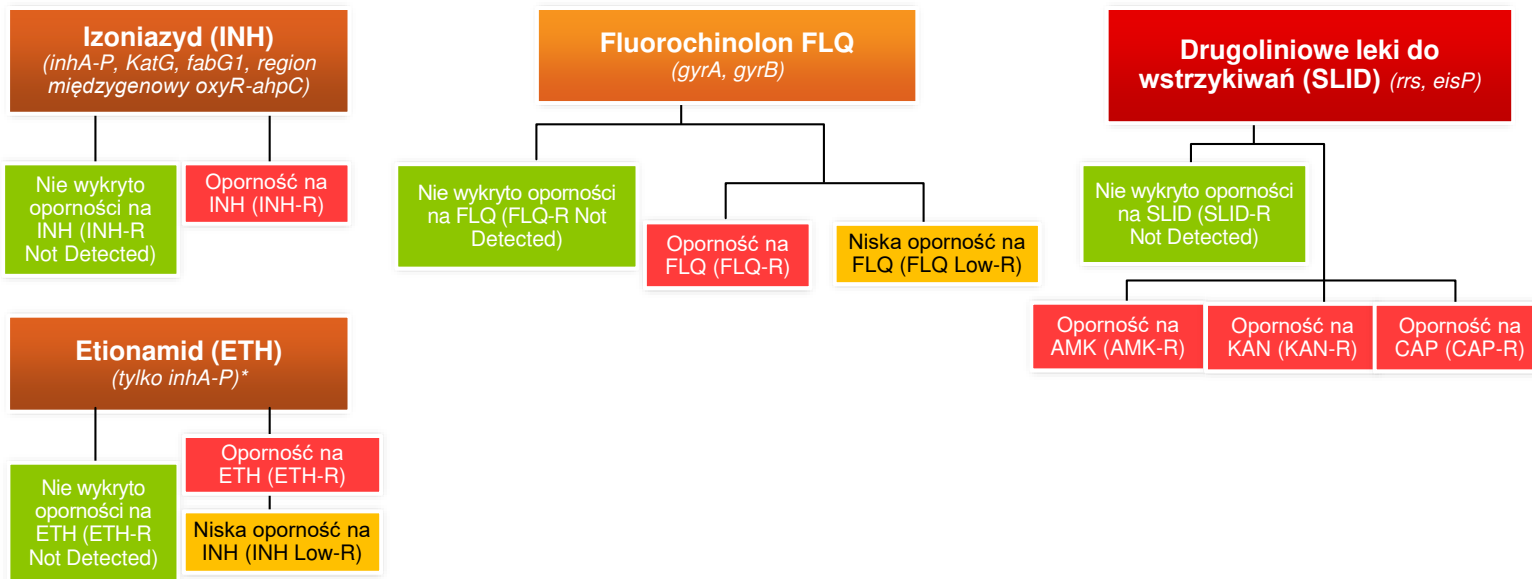 Izoniazyd (INH)
(inhA-P, KatG, fabG1, region
międzygenowy oxyR-ahpC)
Nie wykryto
oporności na
INH (INH-R
Not Detected)
Oporność na
INH (INH-R)
Etionamid (ETH)
(tylko inhA-P)*
Nie wykryto
oporności na
ETH (ETH-R
Not Detected)
Oporność na
ETH (ETH-R)
Niska oporność na
INH (INH Low-R)
Fluorochinolon FLQ
(gyrA, gyrB)
Nie wykryto oporności
na FLQ (FLQ-R Not
Detected)
Oporność na
FLQ (FLQ-R)
Niska oporność na
FLQ (FLQ Low-R)
Drugoliniowe leki do
wstrzykiwań (SLID) (rrs, eisP)
Nie wykryto oporności
na SLID (SLID-R
Not Detected)
Oporność na
AMK (AMK-R)
Oporność na
KAN (KAN-R)
Oporność na
CAP (CAP-R)